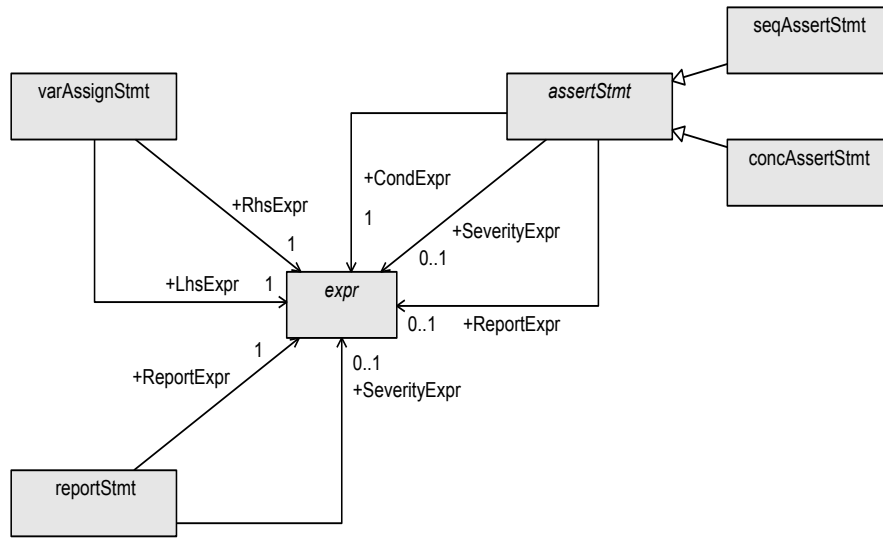 seqAssertStmt
varAssignStmt
assertStmt
concAssertStmt
+CondExpr
+RhsExpr
1
+SeverityExpr
1
0..1
+LhsExpr
1
expr
0..1
+ReportExpr
1
0..1
+ReportExpr
+SeverityExpr
reportStmt